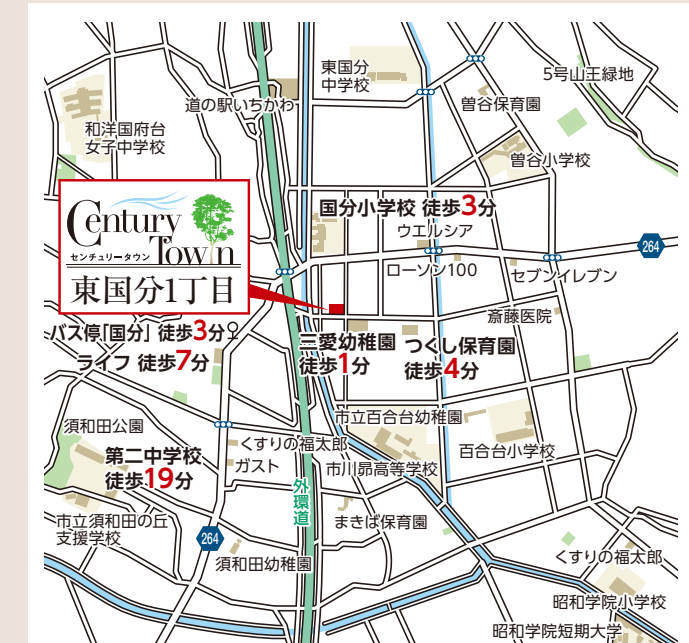 東国分
中学校
5号山王緑地
道の駅いちかわ
曽谷保育園
和洋国府台
女子中学校
曽谷小学校
Century
センチュリータウン Town
東国分1丁目
国分小学校 徒歩3分
ウエルシア
264
ローソン100
セブンイレブン
斎藤医院
バス停「国分」 徒歩3分
ライフ 徒歩7分
三愛幼稚園
徒歩1分
つくし保育園
徒歩4分
須和田公園
市立百合台幼稚園
第二中学校
徒歩19分
くすりの福太郎
ガスト
市川昴高等学校
百合台小学校
外環道
市立須和田の丘
支援学校
264
まきば保育園
須和田幼稚園
くすりの福太郎
昭和学院小学校
昭和学院短期大学